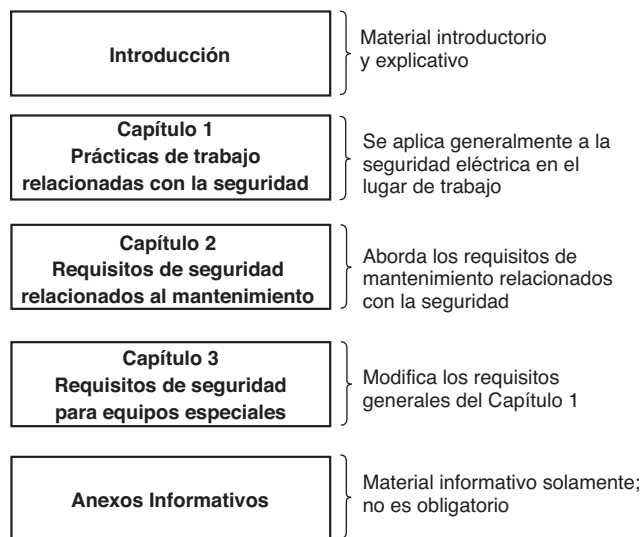 Introducción
Material introductorio
y explicativo
Capítulo 1
Prácticas de trabajo
relacionadas con la seguridad
Se aplica generalmente a la
seguridad eléctrica en el
lugar de trabajo
Capítulo 2
Requisitos de seguridad
relacionados al mantenimiento
Aborda los requisitos de
mantenimiento relacionados
con la seguridad
Capítulo 3
Requisitos de seguridad
para equipos especiales
Modifica los requisitos
generales del Capítulo 1
Anexos Informativos
Material informativo solamente;
no es obligatorio